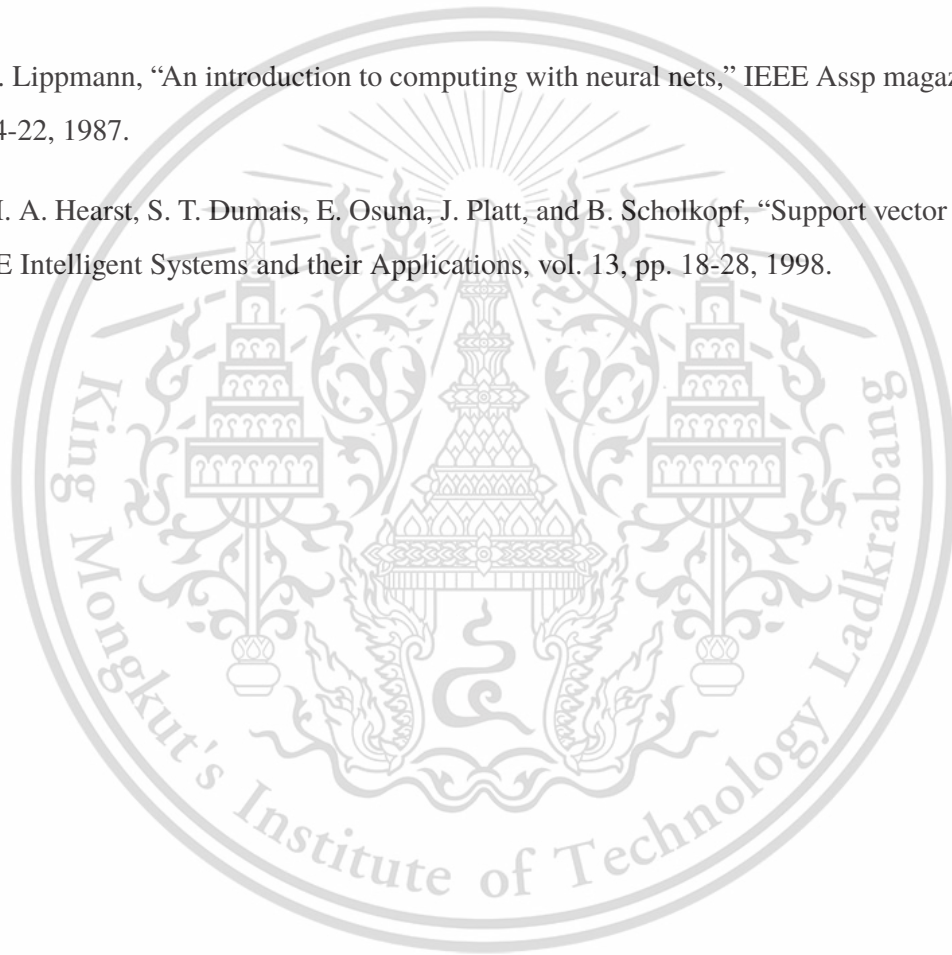 . Lippmann, “An introduction to computing with neural nets,” IEEE Assp magaz
4-22, 1987.
. A. Hearst, S. T. Dumais, E. Osuna, J. Platt, and B. Scholkopf, “Support vector
E Intelligent Systems and their Applications, vol. 13, pp. 18-28, 1998.
King Mongkut's Institute of Technology Ladkrabang